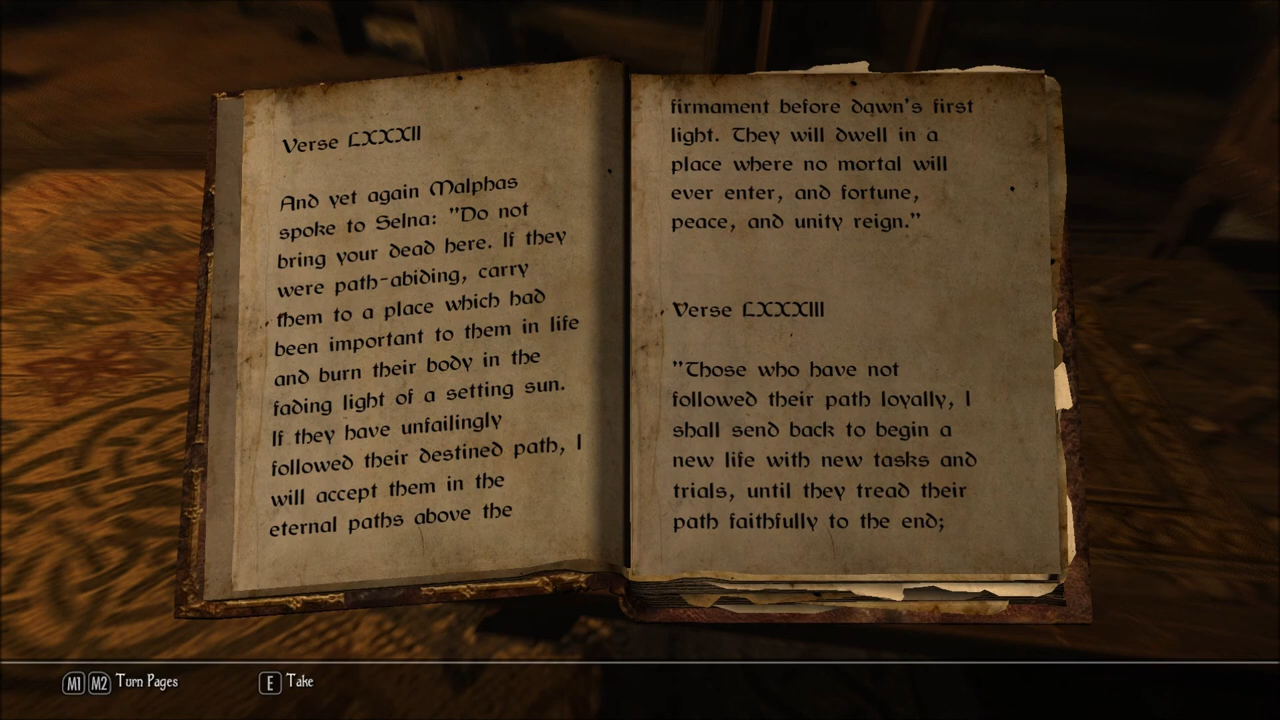 Verse LXXXII
And yet again Malphas
spoke to Selna: "Do not
bring your dead here. If they
were path-abiding, carry
them to a place which had
been important to them in life
and burn their body in the
fading light of a setting sun.
If they have unfailingly
followed their destined path, I
will accept them in the
eternal paths above the
firmament before dawn's first
light. They will dwell in a
place where no mortal will
ever enter, and fortune,
peace, and unity reign."
Verse LXXXIII
"Those who have not
followed their path loyally, I
shall send back to begin a
new life with new tasks and
trials, until they tread their
path faithfully to the end;
M1 M2 Turn Pages
E Take